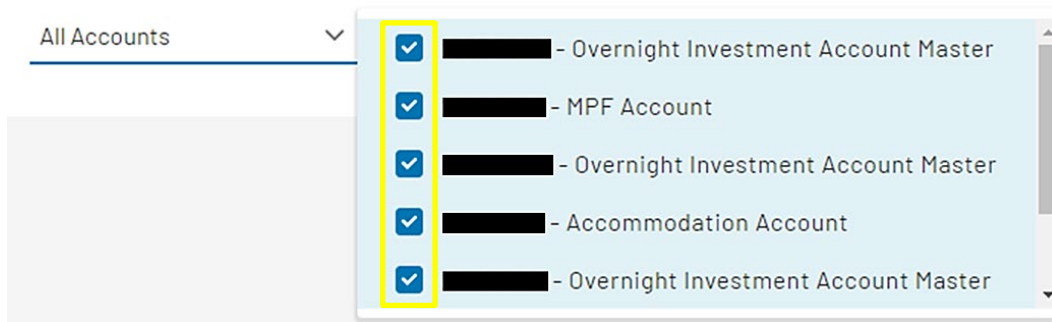 All Accounts
- Overnight Investment Account Master
- MPF Account
- Overnight Investment Account Master
- Accommodation Account
- Overnight Investment Account Master